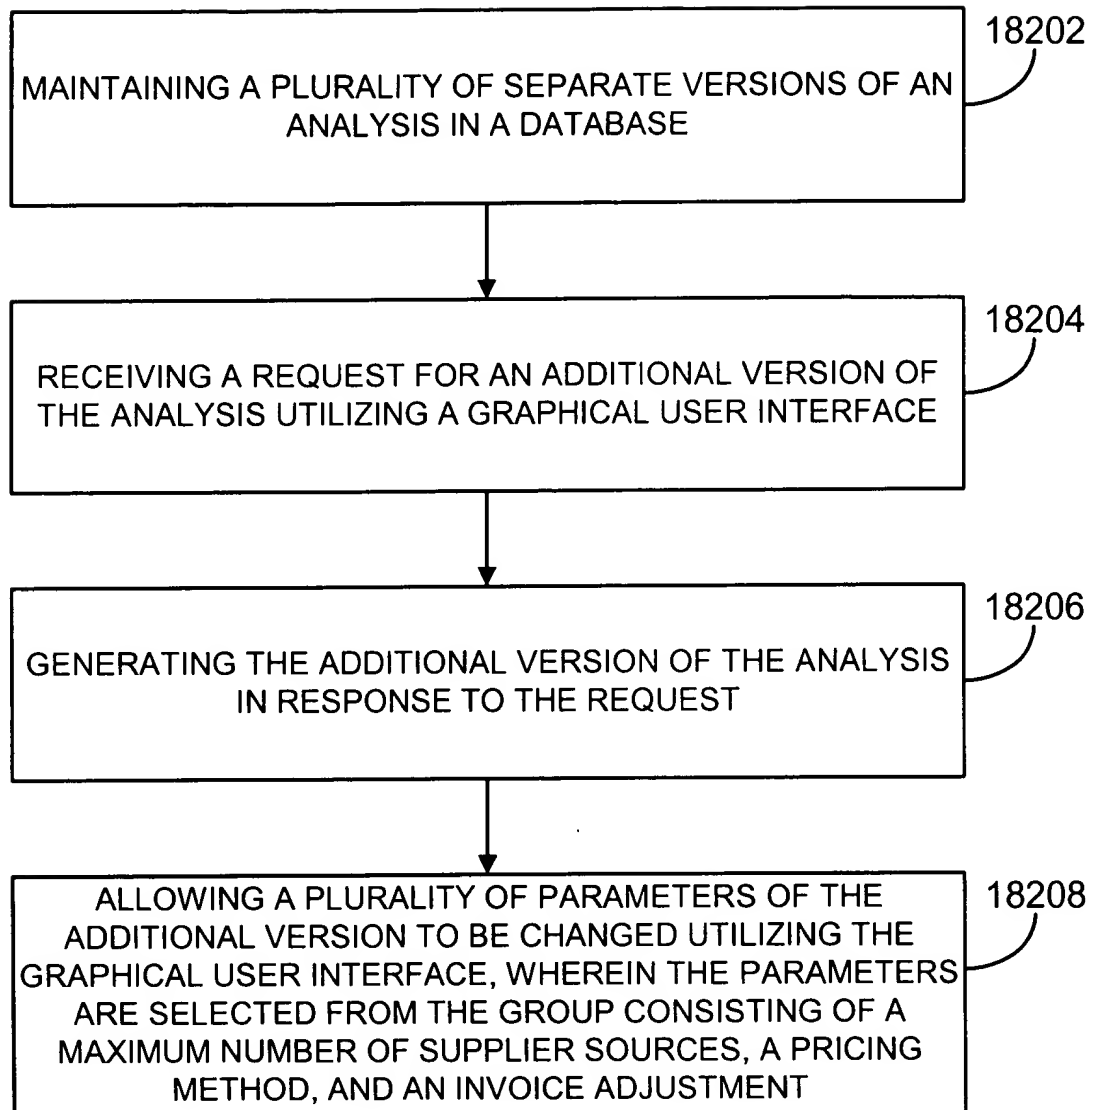 18202
MAINTAINING A PLURALITY OF SEPARATE VERSIONS OF AN
ANALYSIS IN A DATABASE
18204
RECEIVING A REQUEST FOR AN ADDITIONAL VERSION OF
THE ANALYSIS UTILIZING A GRAPHICAL USER INTERFACE
18206
GENERATING THE ADDITIONAL VERSION OF THE ANALYSIS
IN RESPONSE TO THE REQUEST
18208
ALLOWING A PLURALITY OF PARAMETERS OF THE
ADDITIONAL VERSION TO BE CHANGED UTILIZING THE
GRAPHICAL USER INTERFACE, WHEREIN THE PARAMETERS
ARE SELECTED FROM THE GROUP CONSISTING OF A
MAXIMUM NUMBER OF SUPPLIER SOURCES, A PRICING
METHOD, AND AN INVOICE ADJUSTMENT